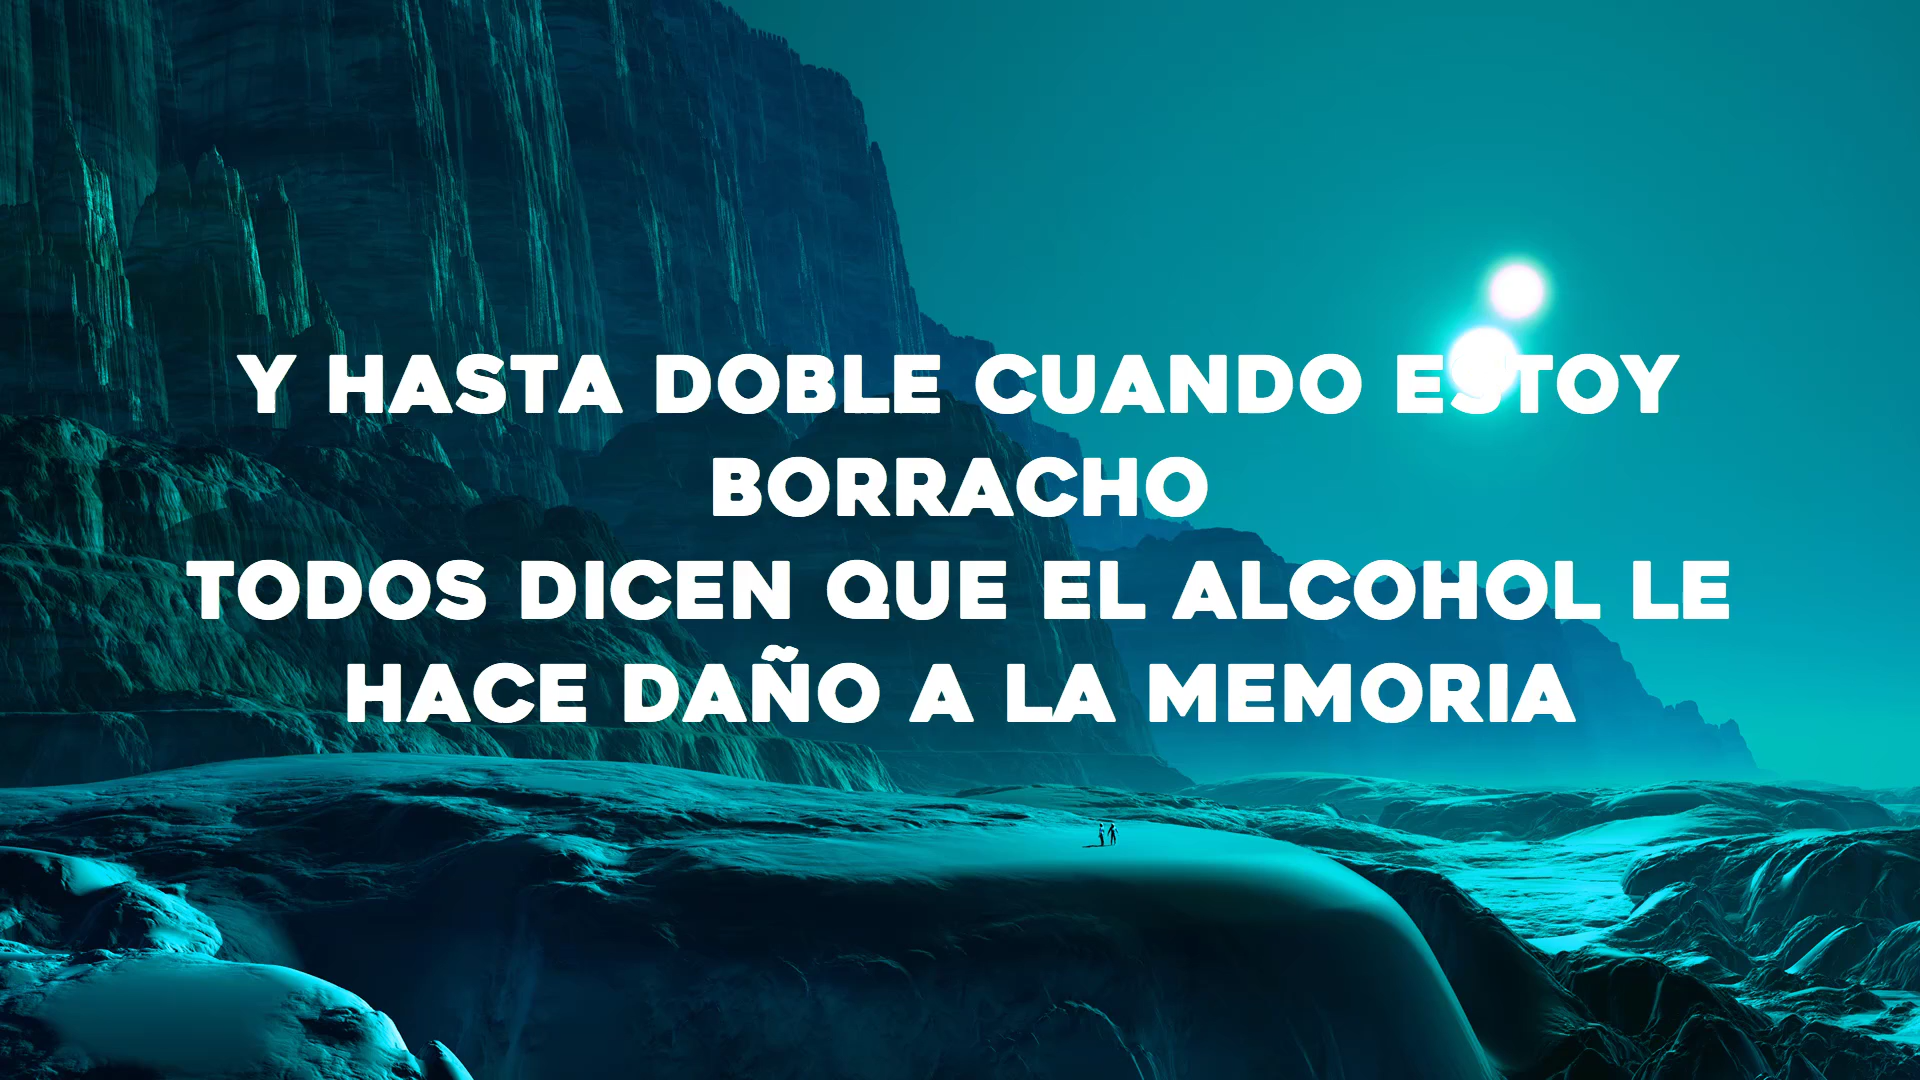 Y HASTA DOBLE CUANDO ESTOY
BORRACHO
TODOS DICEN QUE EL ALCOHOL LE
HACE DAÑO A LA MEMORIA